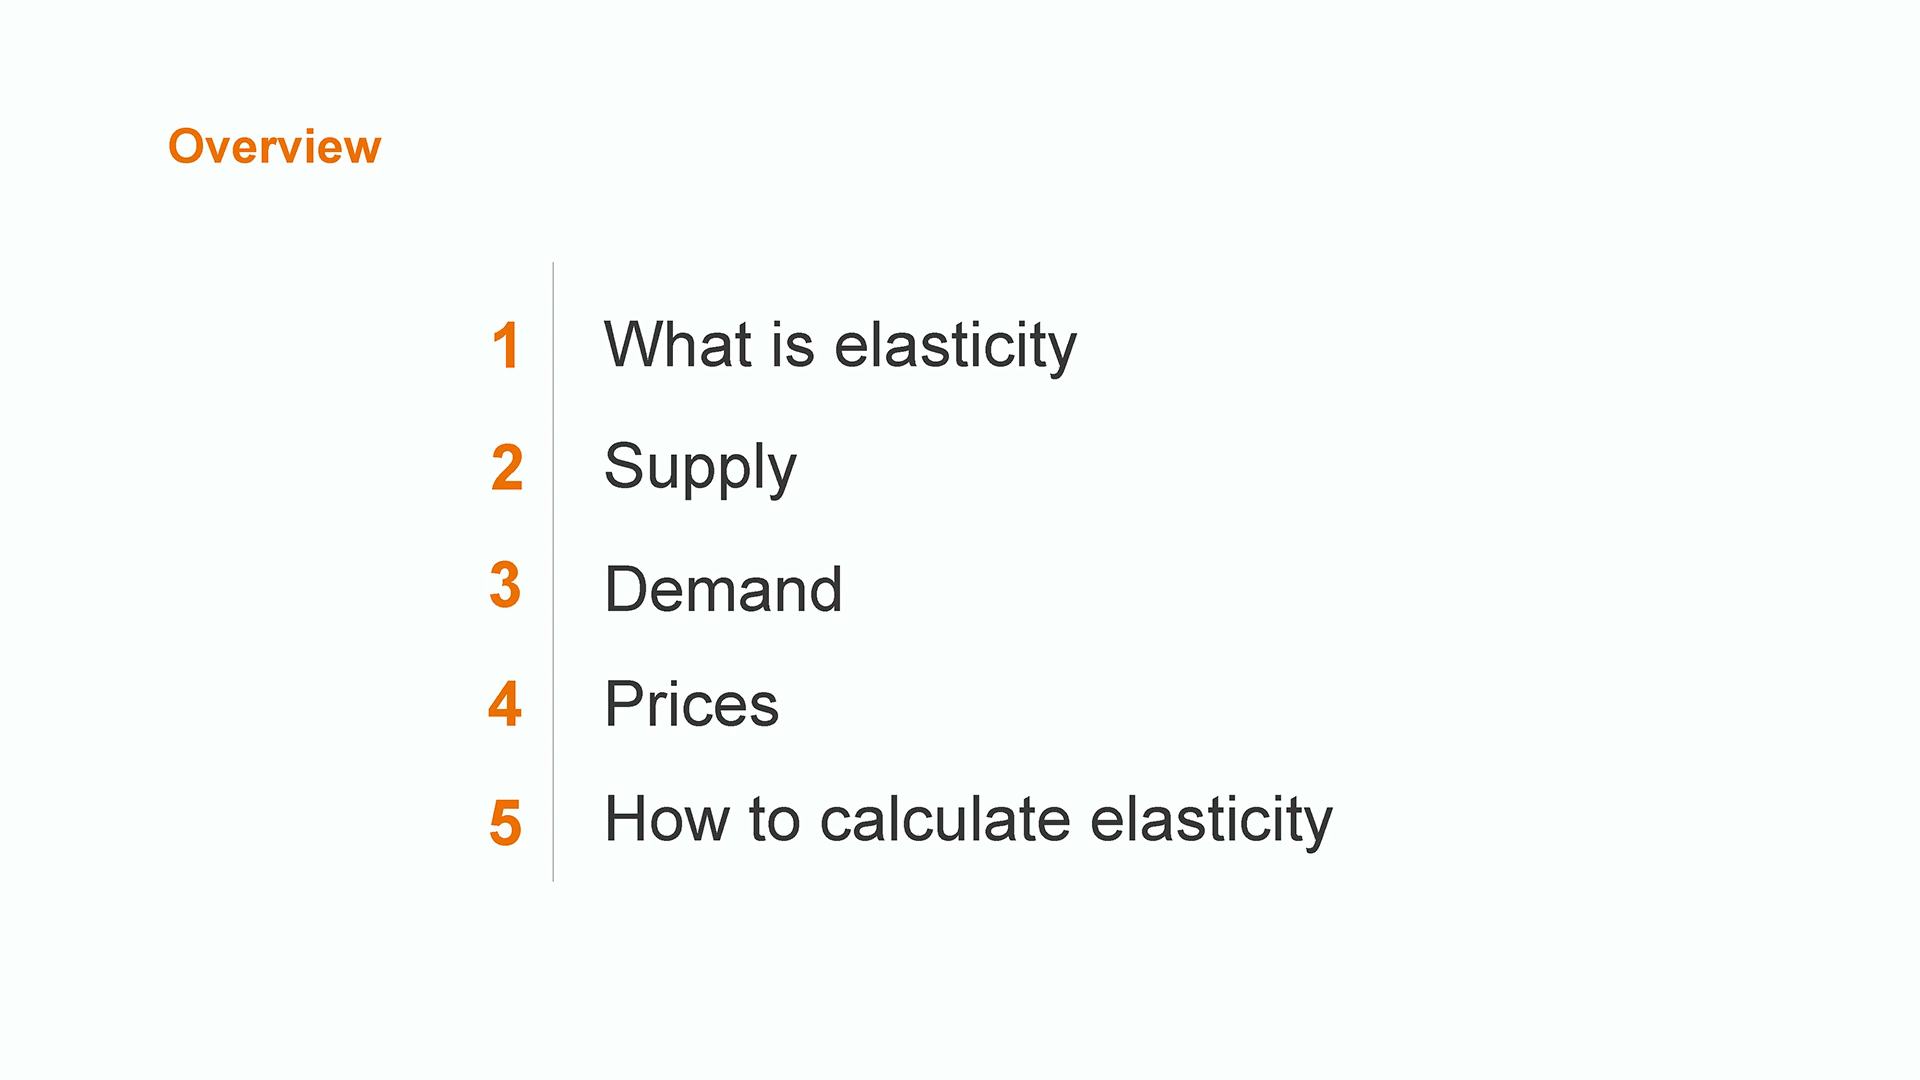 Overview
1 What is elasticity
2 Supply
3 Demand
4 Prices
5 How to calculate elasticity